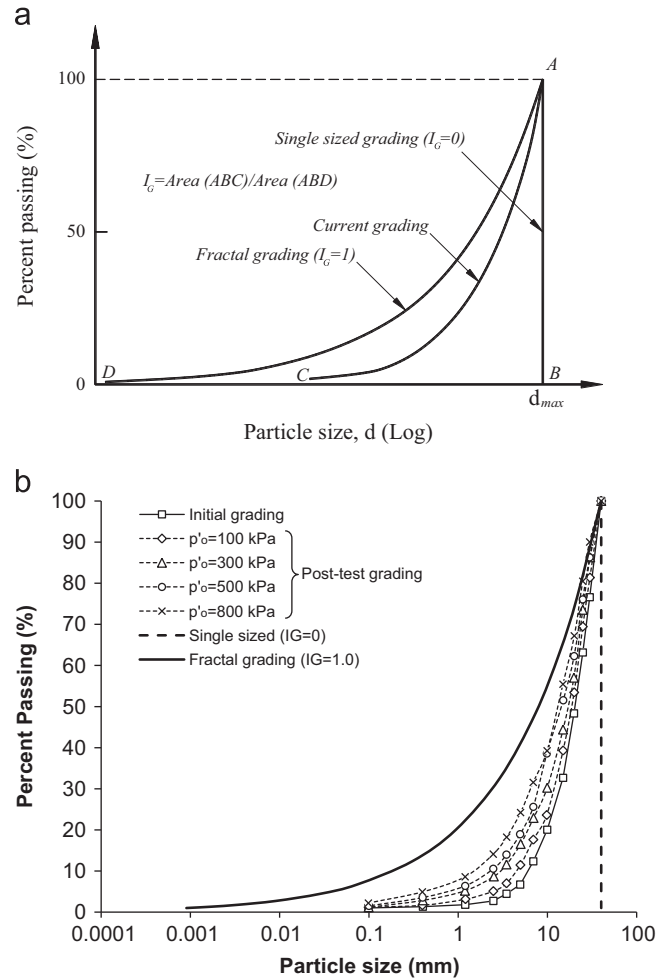 a
100
A
Single sized grading (I_G=0)
I_G=Area (ABC)/Area (ABD)
50
Current grading
Fractal grading (I_G=1)
Percent passing (%)
D
C
B
0
d_max
Particle size, d (Log)
b
100
90
80
70
60
50
40
30
20
10
0
Percent Passing (%)
Initial grading
p'o=100 kPa
p'o=300 kPa
Post-test grading
p'o=500 kPa
p'o=800 kPa
Single sized (IG=0)
Fractal grading (IG=1.0)
0.0001 0.001 0.01 0.1 1 10 100
Particle size (mm)